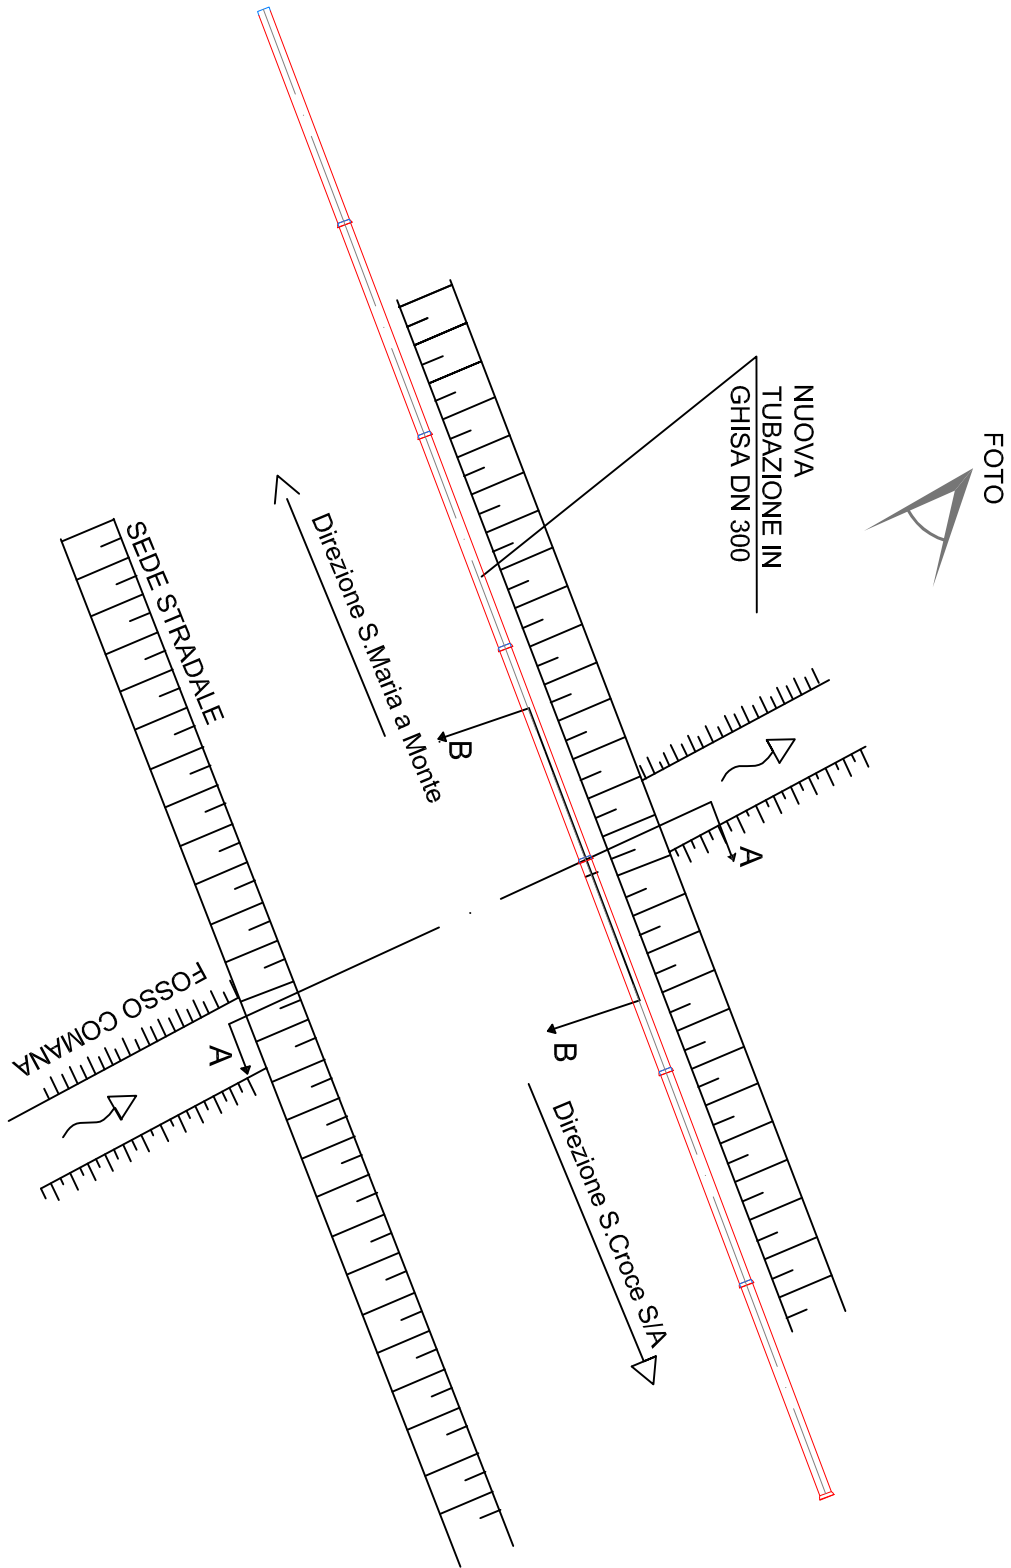 FOTO
NUOVA
TUBAZIONE IN
GHISA DN 300
SEDE STRADALE
Direzione S.Maria a Monte
B
A
FOSSO COMANA
A
B
Direzione S.Croce S/A